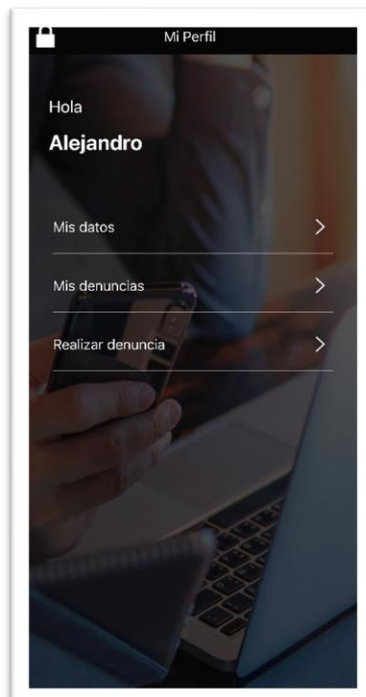 Mi Perfil
Hola
Alejandro
Mis datos
Mis denuncias
Realizar denuncia